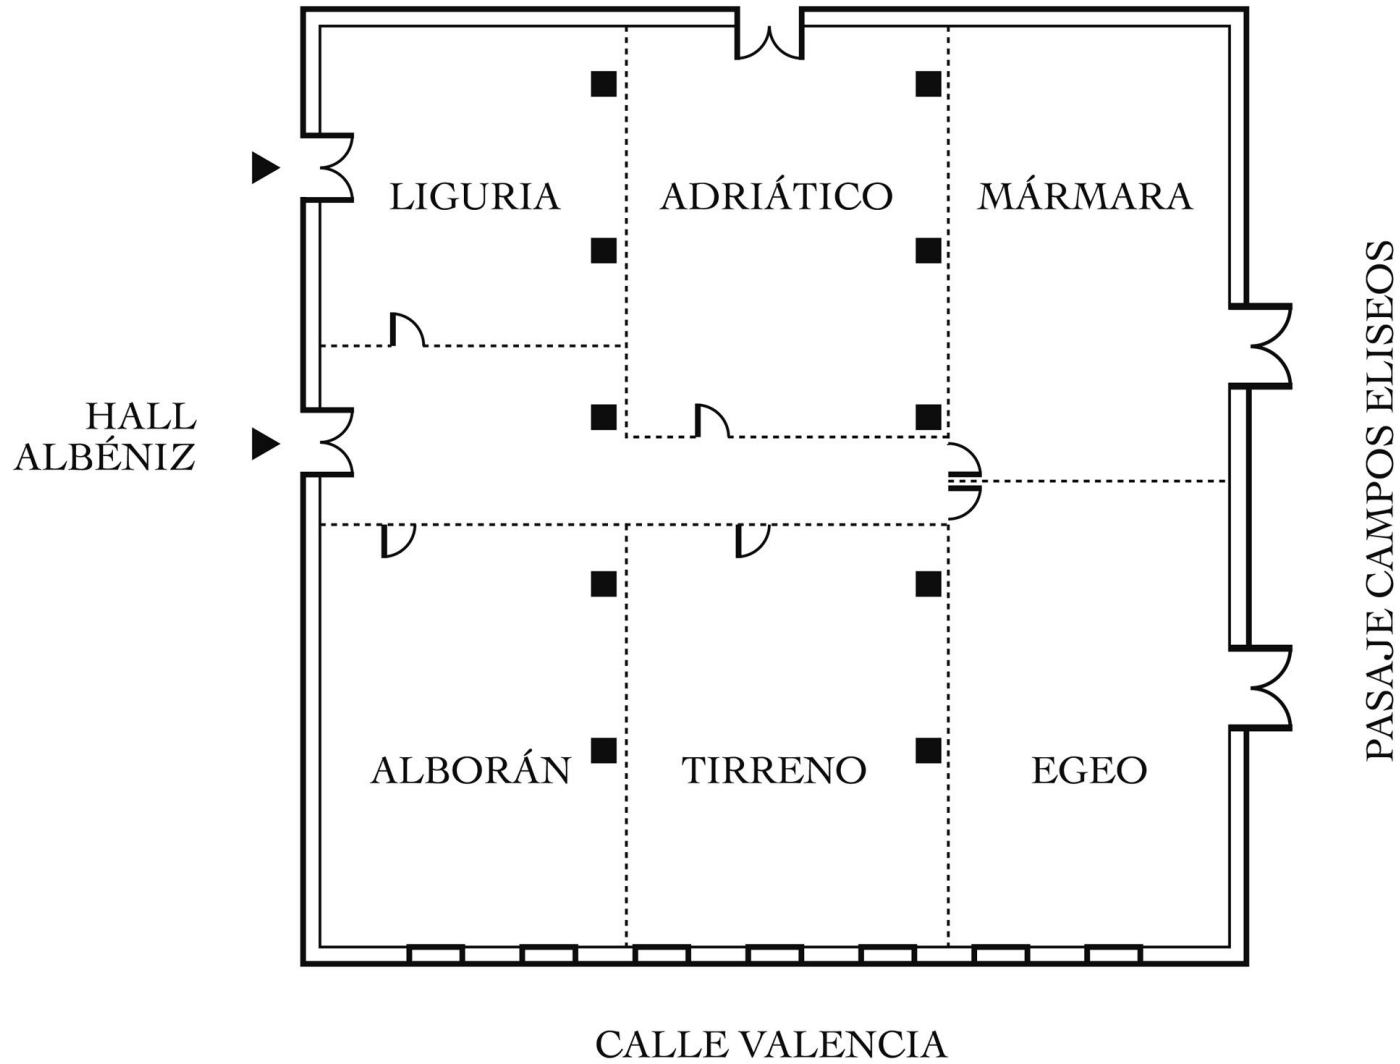 LIGURIA
ADRIÁTICO
MÁRMARA
HALL
ALBÉNIZ
PASAJE CAMPOS ELISEOS
ALBORÁN
TIRRENO
EGEO
CALLE VALENCIA